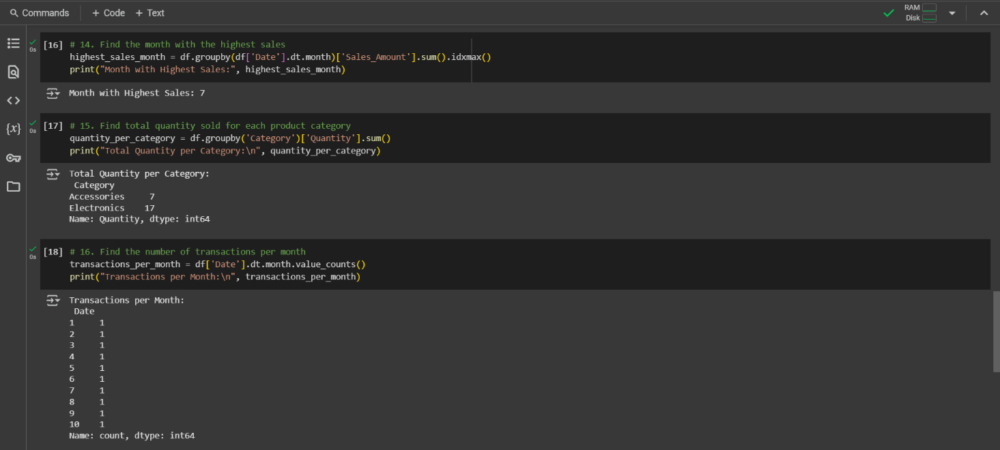 Commands + Code + Text
RAM
Disk
[16] # 14. Find the month with the highest sales
highest_sales_month = df.groupby(df['Date'].dt.month)['Sales_Amount'].sum().idxmax()
print("Month with Highest Sales:", highest_sales_month)
0s
Month with Highest Sales: 7
[17] # 15. Find total quantity sold for each product category
quantity_per_category = df.groupby('Category')['Quantity'].sum()
print("Total Quantity per Category:\n", quantity_per_category)
0s
Total Quantity per Category:
Category
Accessories 7
Electronics 17
Name: Quantity, dtype: int64
[18] # 16. Find the number of transactions per month
transactions_per_month = df['Date'].dt.month.value_counts()
print("Transactions per Month:\n", transactions_per_month)
0s
Transactions per Month:
Date
1 1
2 1
3 1
4 1
5 1
6 1
7 1
8 1
9 1
10 1
Name: count, dtype: int64
{x}